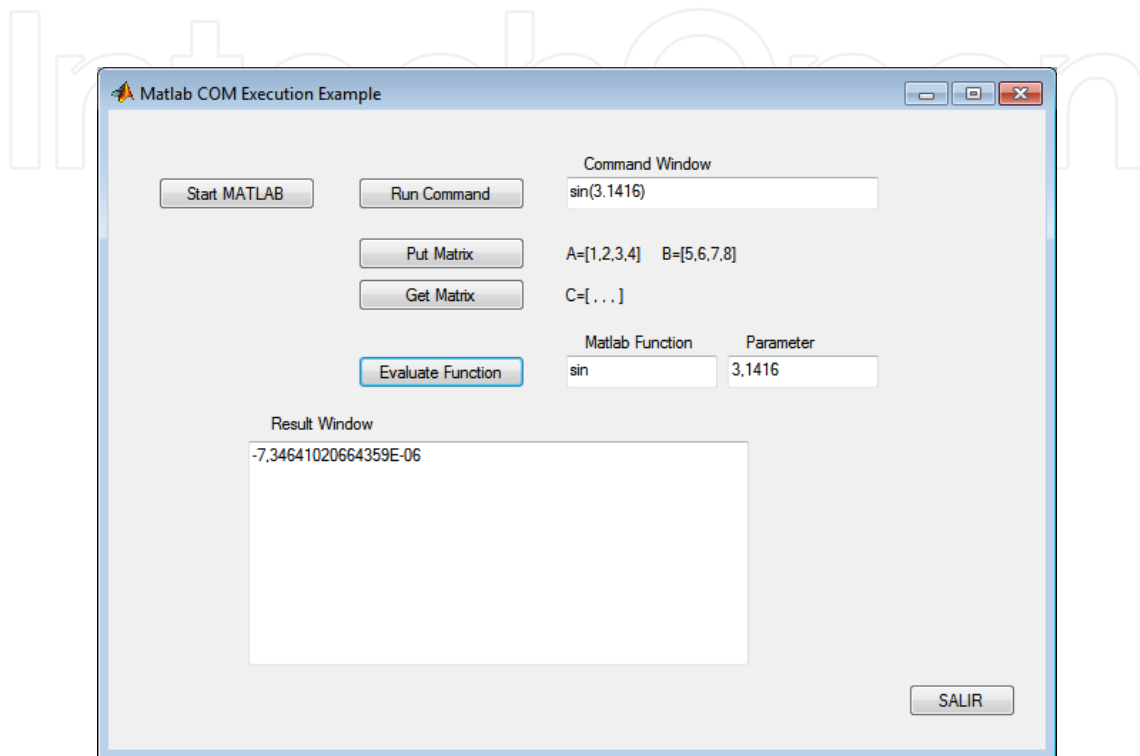 IntechOpen
Matlab COM Execution Example
Command Window
Start MATLAB Run Command sin(3.1416)
Put Matrix A=[1,2,3,4] B=[5,6,7,8]
Get Matrix C=[ . . . ]
Matlab Function Parameter
Evaluate Function sin 3,1416
Result Window
-7,34641020664359E-06
SALIR